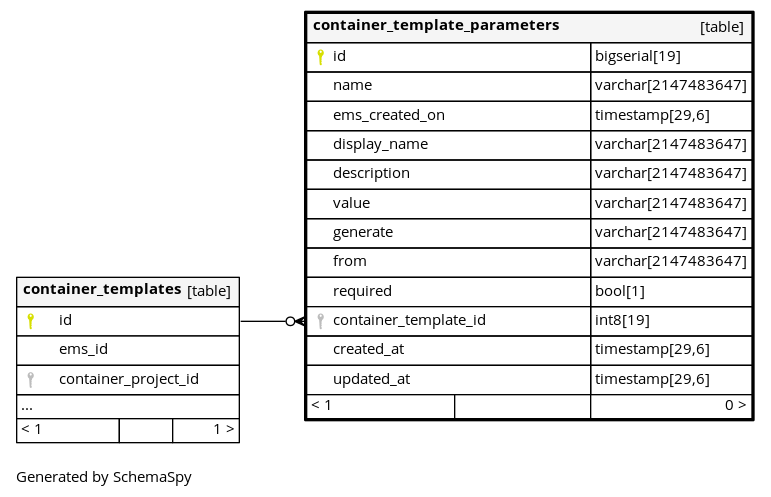 container_template_parameters [table]
id bigserial[19]
name varchar[2147483647]
ems_created_on timestamp[29,6]
display_name varchar[2147483647]
description varchar[2147483647]
value varchar[2147483647]
generate varchar[2147483647]
from varchar[2147483647]
required bool[1]
container_template_id int8[19]
created_at timestamp[29,6]
updated_at timestamp[29,6]
< 1 0 >
container_templates [table]
id
ems_id
container_project_id
...
< 1 1 >
Generated by SchemaSpy